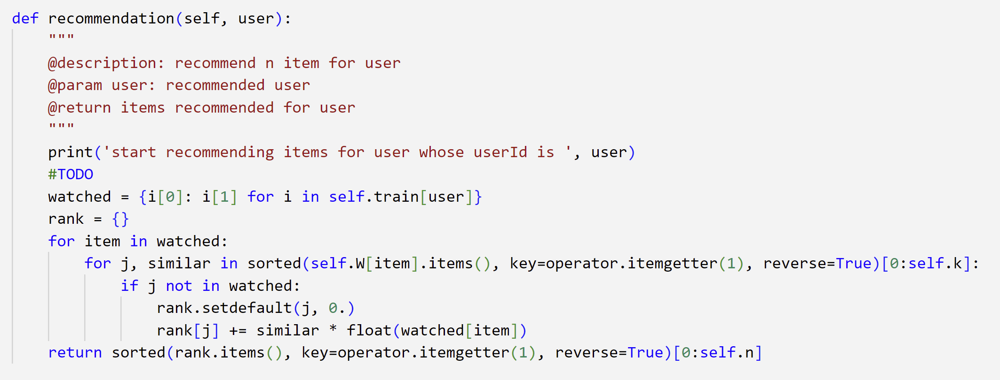 def recommendation(self, user):
    """
    @description: recommend n item for user
    @param user: recommended user
    @return items recommended for user
    """
    print('start recommending items for user whose userId is ', user)
    #TODO
    watched = {i[0]: i[1] for i in self.train[user]}
    rank = {}
    for item in watched:
        for j, similar in sorted(self.W[item].items(), key=operator.itemgetter(1), reverse=True)[0:self.k]:
            if j not in watched:
                rank.setdefault(j, 0.)
                rank[j] += similar * float(watched[item])
    return sorted(rank.items(), key=operator.itemgetter(1), reverse=True)[0:self.n]